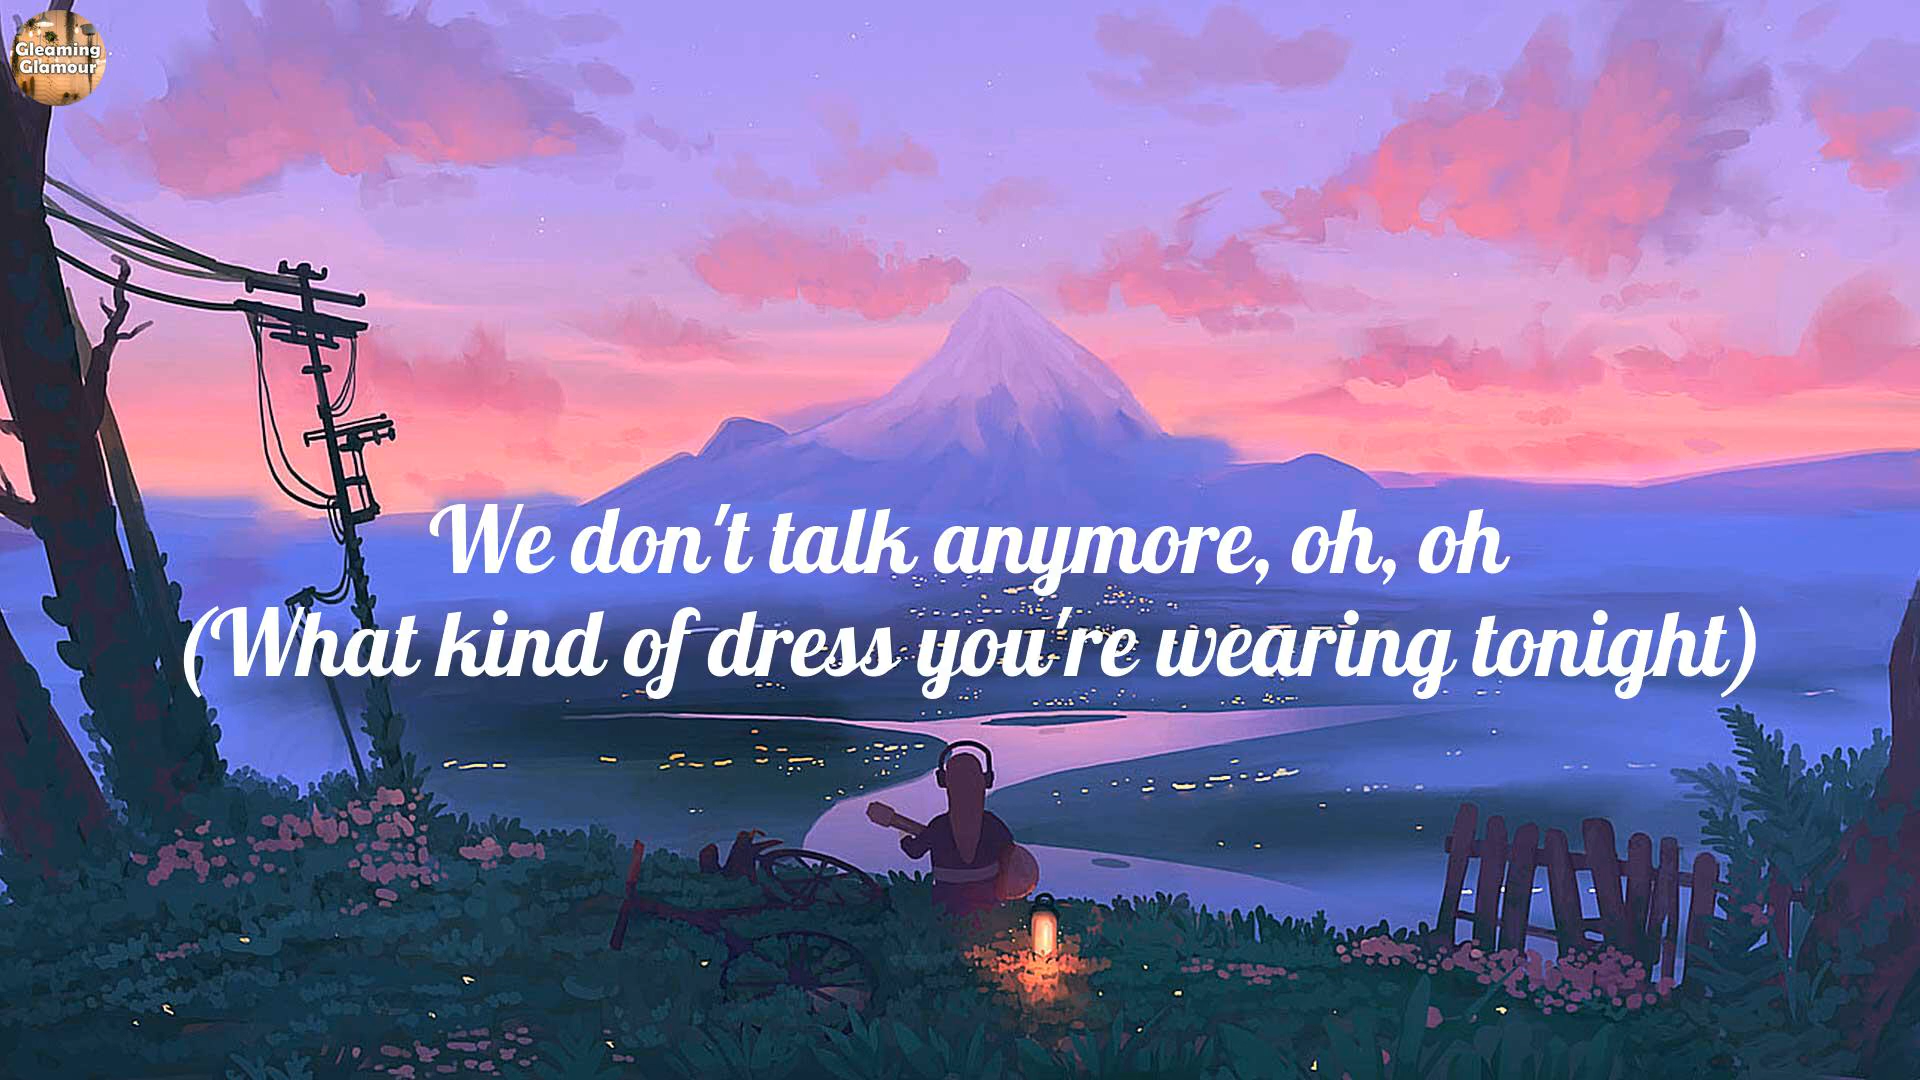 Gleaming
Glamour
We don't talk anymore, oh, oh
(What kind of dress you're wearing tonight)